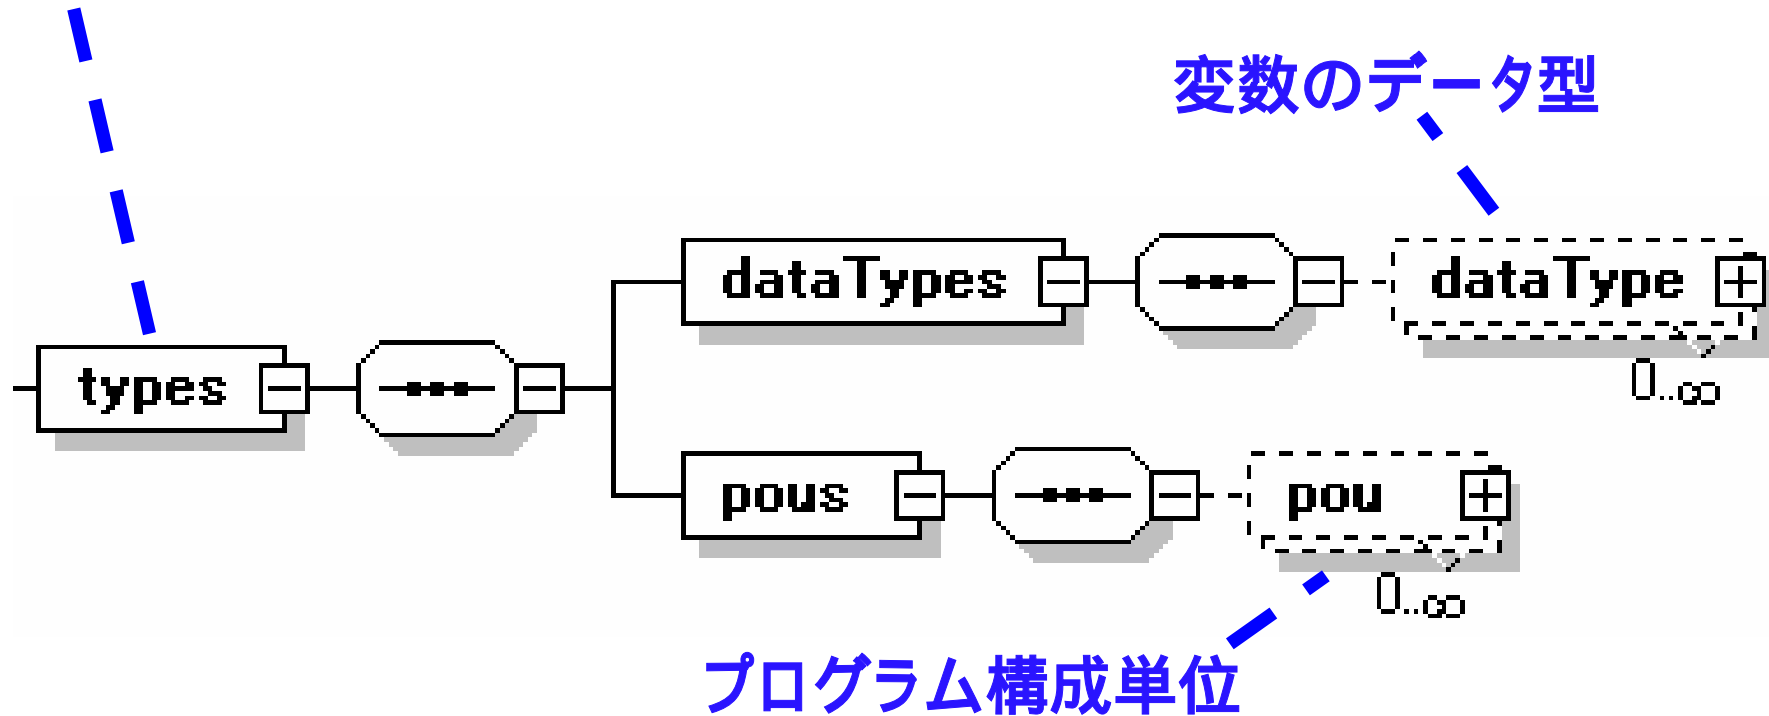 変数のデータ型
dataTypes
dataType
0..∞
types
pous
pou
0..∞
プログラム構成単位